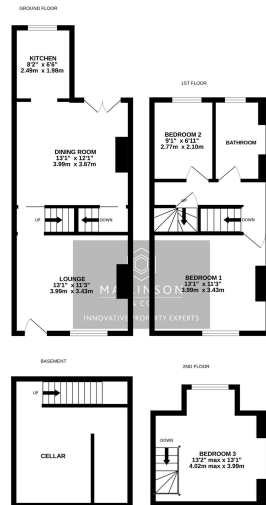 GROUND FLOOR
KITCHEN
8'2" x 6'6"
2.49m x 1.98m
DINING ROOM
13'1" x 12'1"
3.99m x 3.67m
UP
DOWN
LOUNGE
13'1" x 11'3"
3.99m x 3.43m
1ST FLOOR
BEDROOM 2
9'1" x 6'11"
2.77m x 2.10m
BATHROOM
UP
DOWN
BEDROOM 1
13'1" x 11'3"
3.99m x 3.43m
& CO
INNOVATIVE PROPERTY EXPERTS
BASEMENT
UP
CELLAR
2ND FLOOR
DOWN
BEDROOM 3
13'2" max x 13'1"
4.02m max x 3.99m